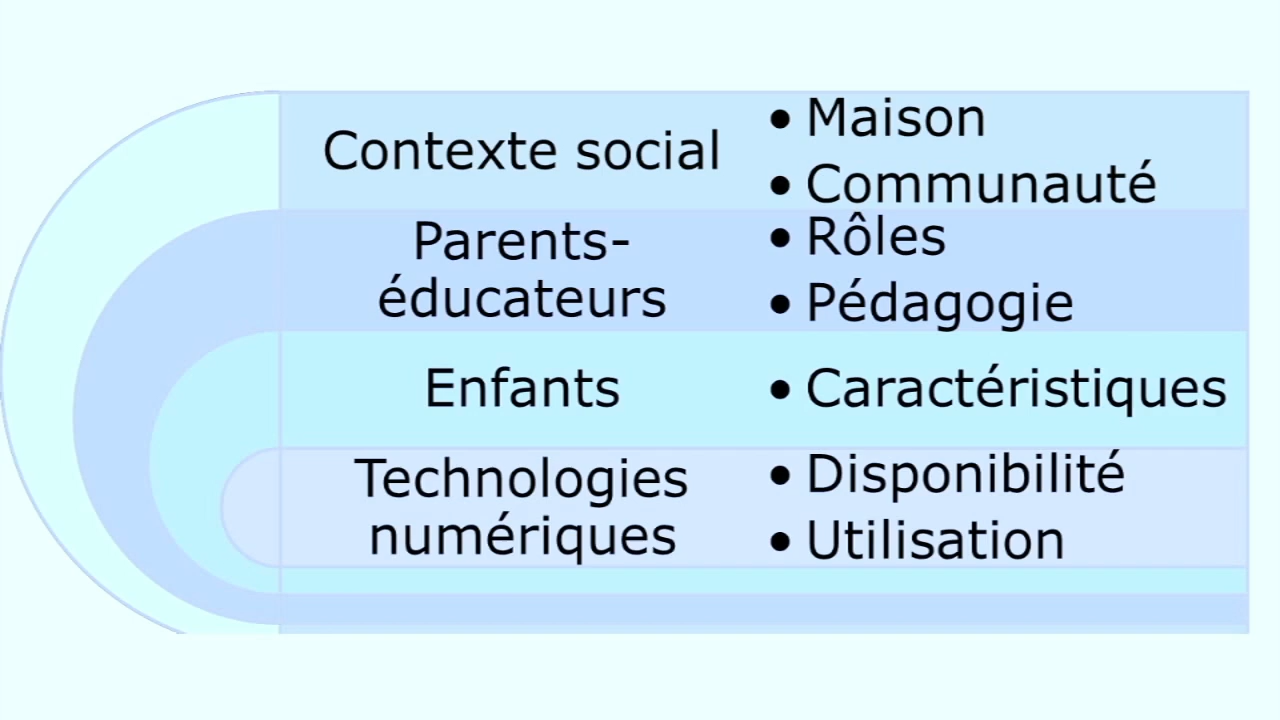 Contexte social
• Maison
• Communauté
Parents-
éducateurs
• Rôles
• Pédagogie
Enfants
• Caractéristiques
Technologies
numériques
• Disponibilité
• Utilisation